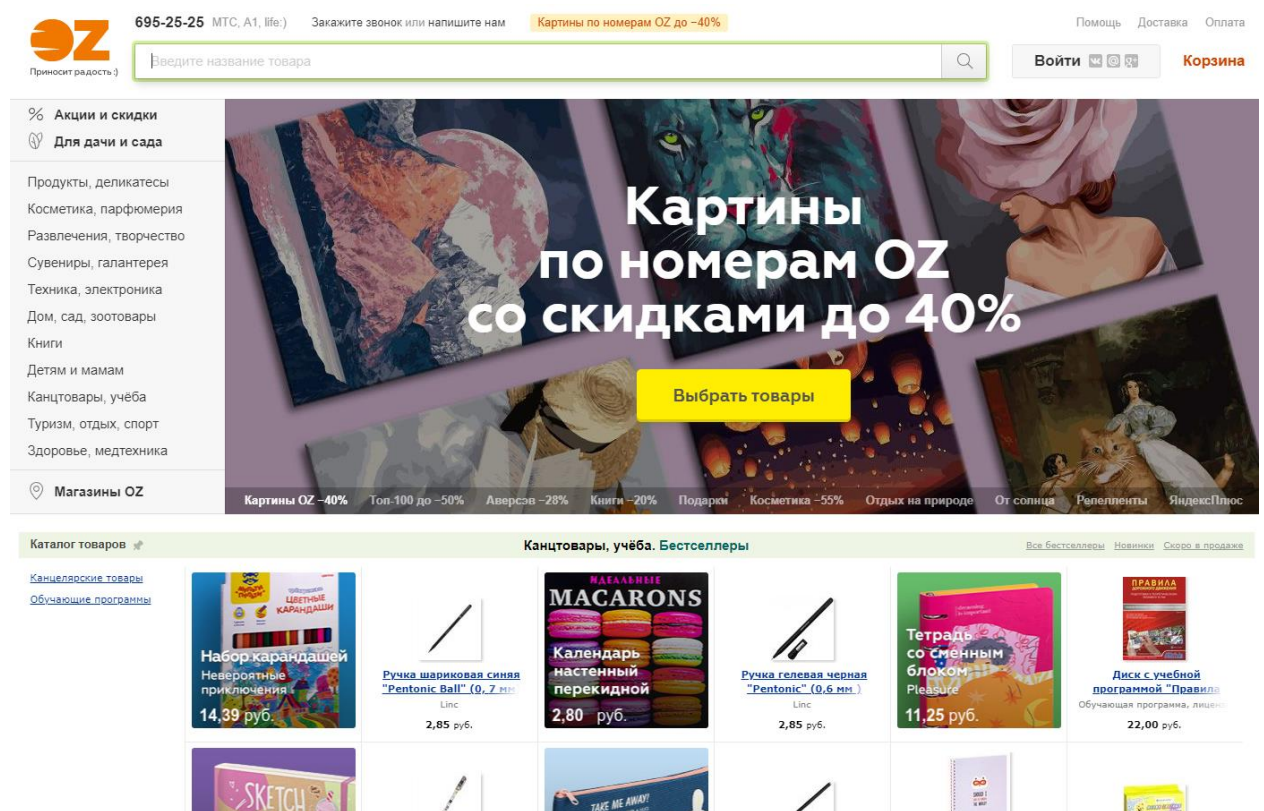 OZ
Приносит радость :)
695-25-25 МТС, А1, life:) Закажите звонок или напишите нам Картины по номерам OZ до −40% Помощь Доставка Оплата
Введите название товара
Войти
Корзина
Акции и скидки
Для дачи и сада
Продукты, деликатесы
Косметика, парфюмерия
Развлечения, творчество
Сувениры, галантерея
Техника, электроника
Дом, сад, зоотовары
Книги
Детям и мамам
Канцтовары, учёба
Туризм, отдых, спорт
Здоровье, медтехника
Магазины OZ
Картины
по номерам OZ
со скидками до 40%
Выбрать товары
Картины OZ −40% Топ-100 до −50% Аверсэв −28% Книги −20% Подарки Косметика −55% Отдых на природе От солнца Репелленты ЯндексПлюс
Каталог товаров Канцтовары, учёба. Бестселлеры Все бестселлеры Новинки Скоро в продаже
Канцелярские товары
Обучающие программы
ЦВЕТНЫЕ
КАРАНДАШИ
Набор карандашей
Невероятные
приключения
14,39 руб.
Ручка шариковая синяя
"Pentonic Ball" (0, 7 мм
Linc
2,85 руб.
ИДЕАЛЬНЫЕ
MACARONS
Календарь
настенный
перекидной
2,80 руб.
Ручка гелевая черная
"Pentonic" (0,6 мм )
Linc
2,85 руб.
Тетрадь
со сменным
блоком
Pleasure
11,25 руб.
ПРАВИЛА
Диск с учебной
программой "Правила
Обучающая программа, лиценз
22,00 руб.
SKETCH
TAKE ME AWAY!